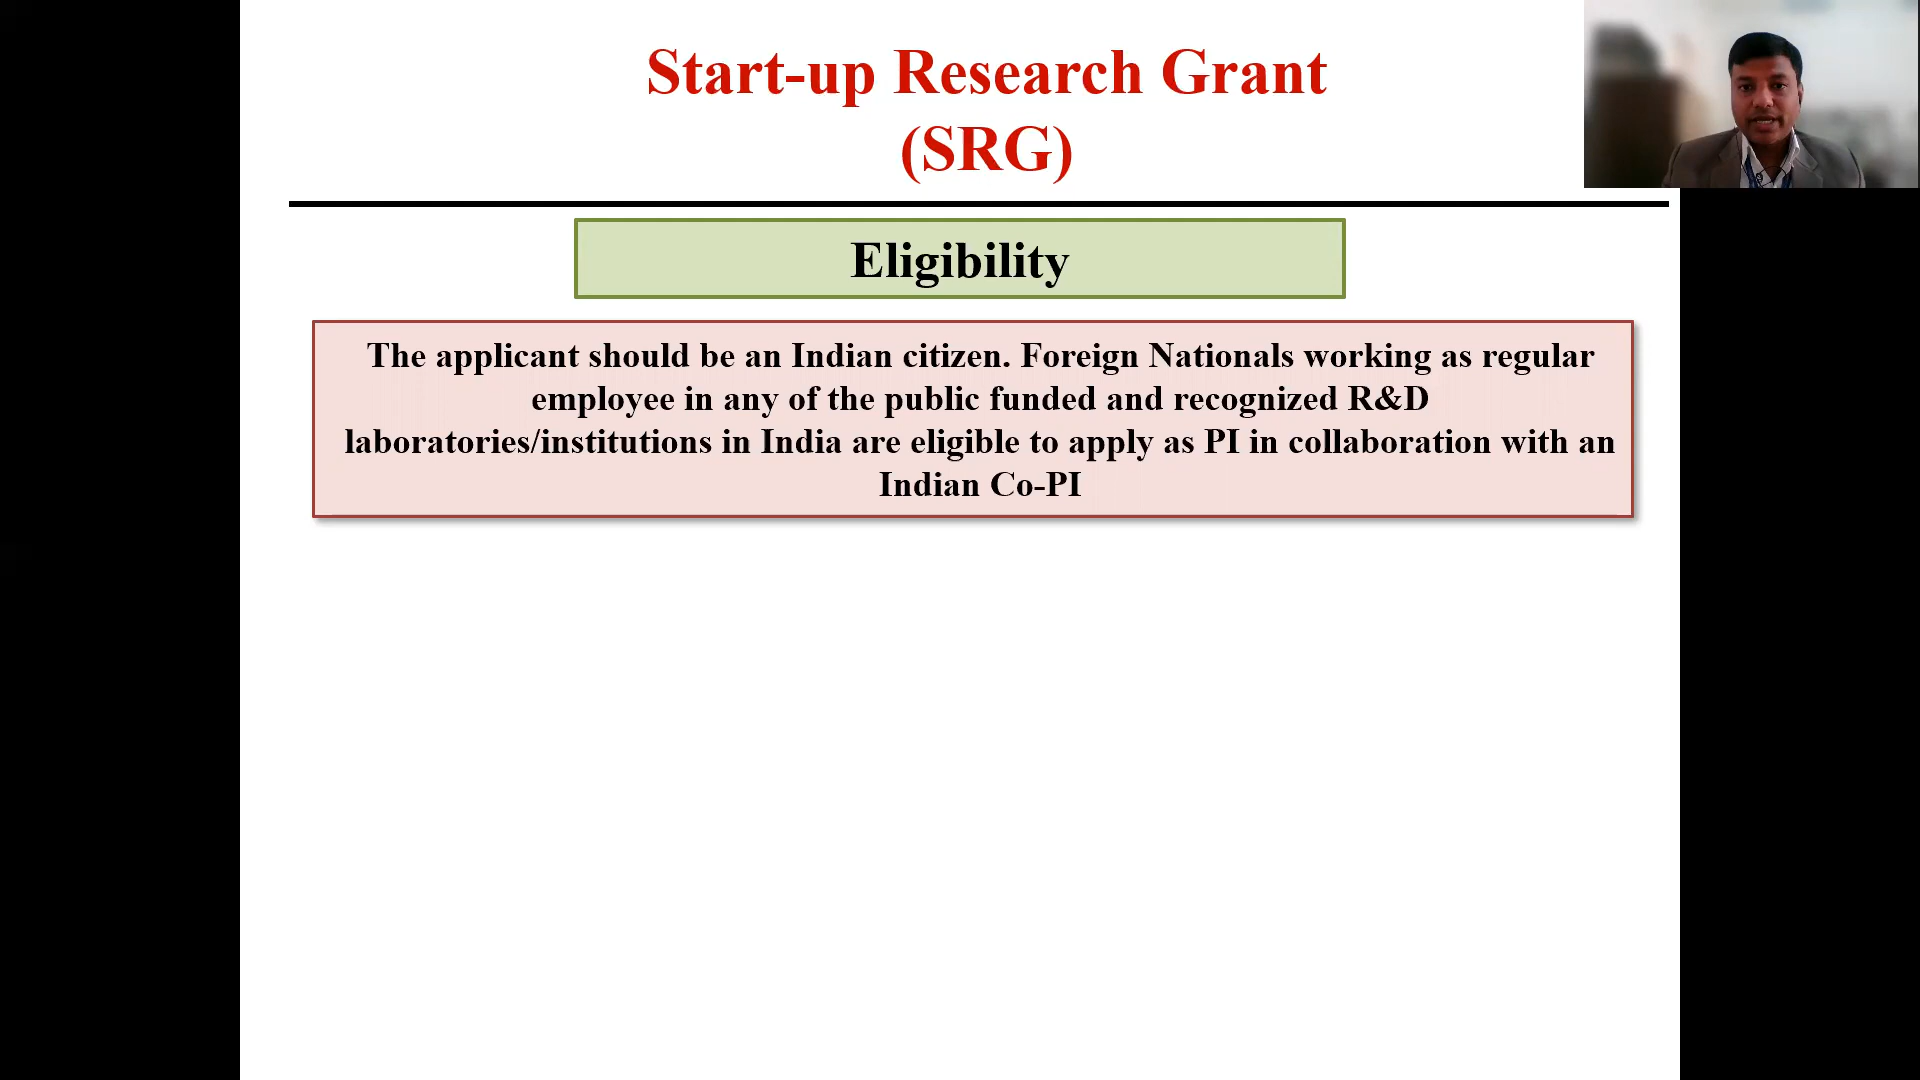 Start-up Research Grant
(SRG)
Eligibility
The applicant should be an Indian citizen. Foreign Nationals working as regular
employee in any of the public funded and recognized R&D
laboratories/institutions in India are eligible to apply as PI in collaboration with an
Indian Co-PI